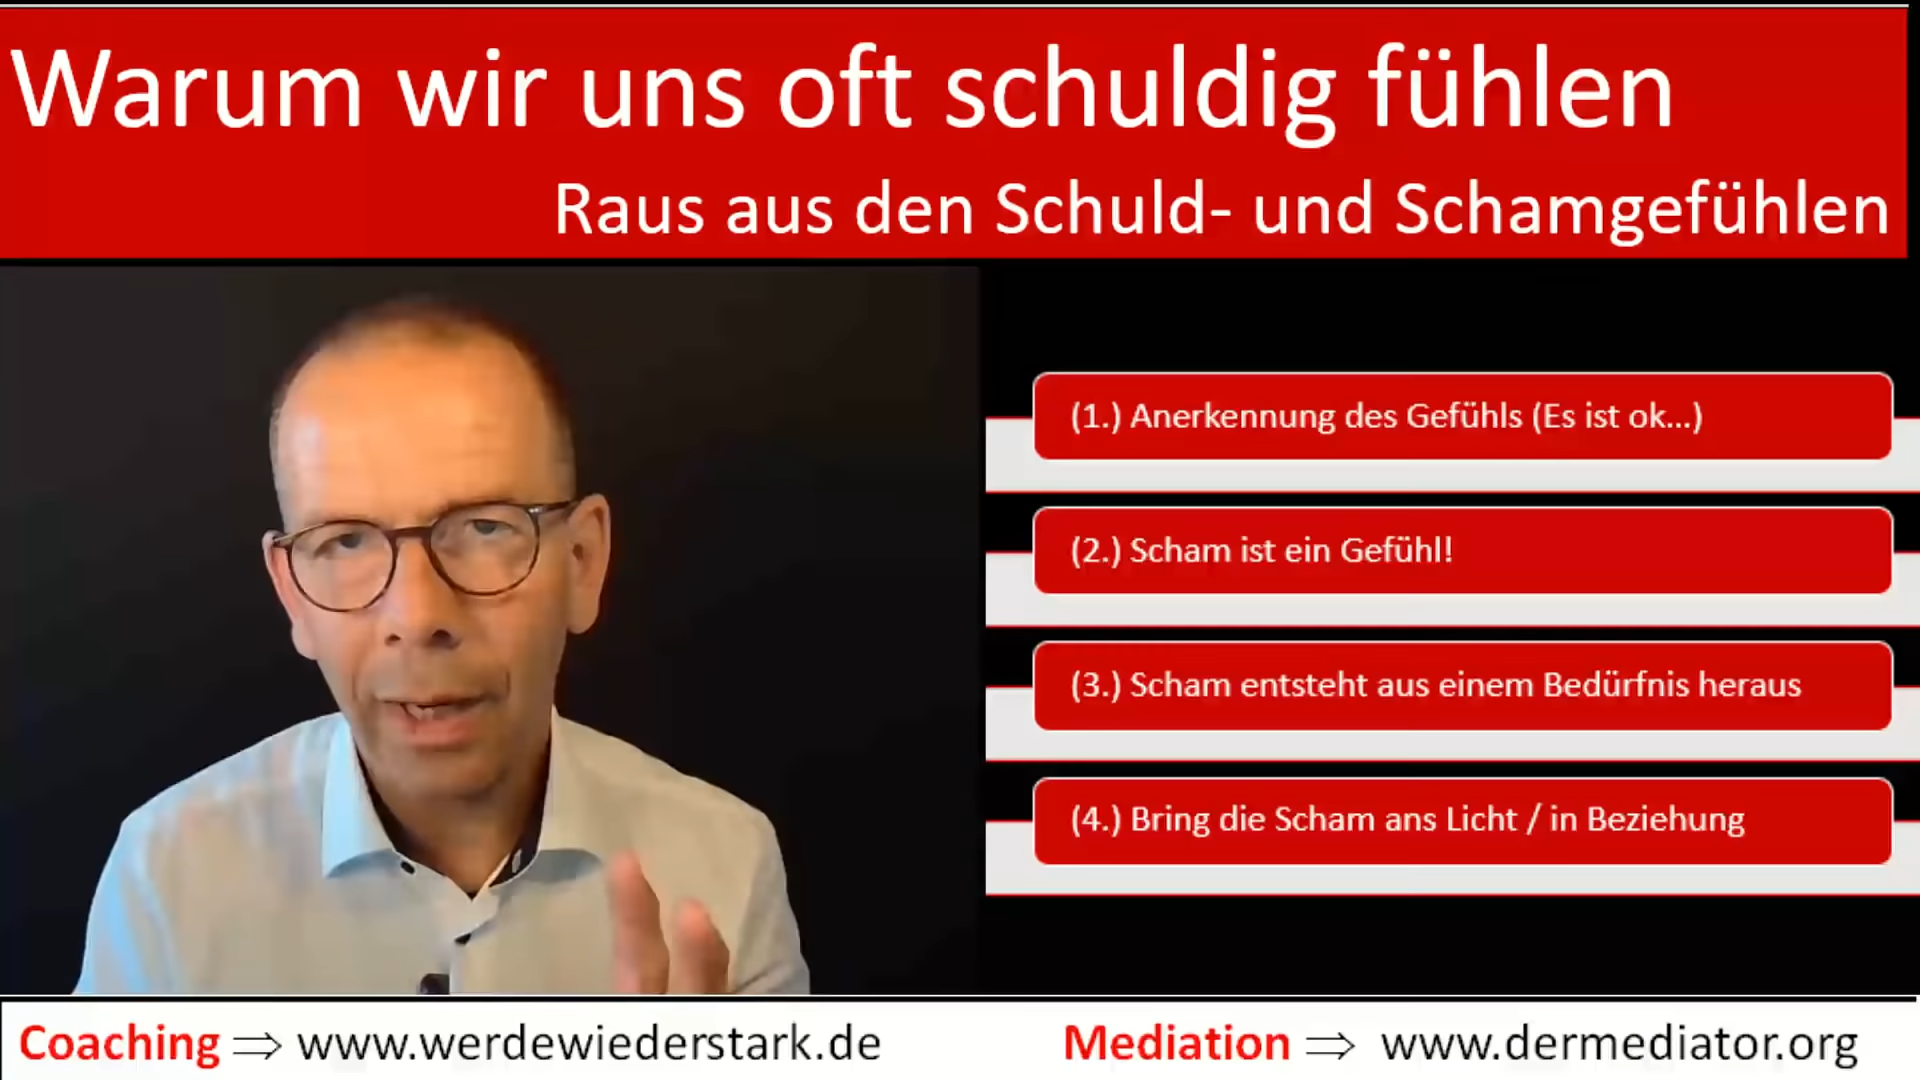 Warum wir uns oft schuldig fühlen
Raus aus den Schuld- und Schamgefühlen
(1.) Anerkennung des Gefühls (Es ist ok...)
(2.) Scham ist ein Gefühl!
(3.) Scham entsteht aus einem Bedürfnis heraus
(4.) Bring die Scham ans Licht / in Beziehung
Coaching ⇒ www.werdewiederstark.de
Mediation ⇒ www.dermediator.org